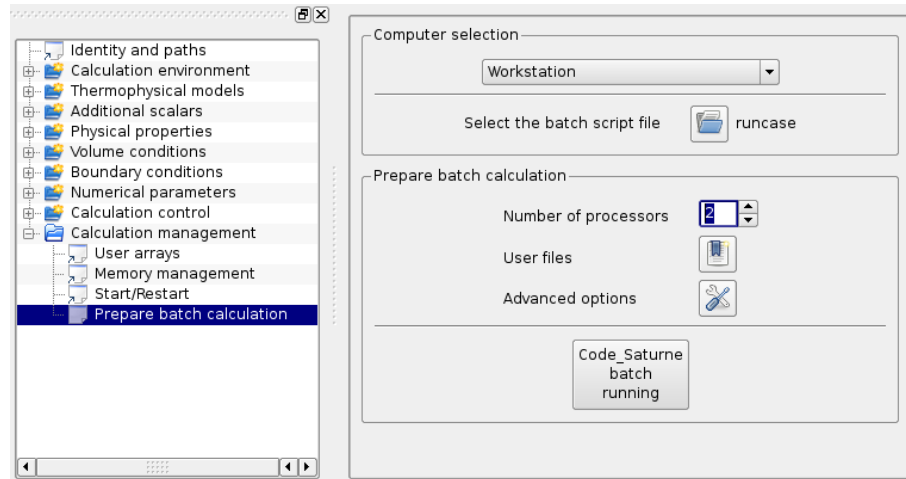 Identity and paths
Calculation environment
Thermophysical models
Additional scalars
Physical properties
Volume conditions
Boundary conditions
Numerical parameters
Calculation control
Calculation management
User arrays
Memory management
Start/Restart
Prepare batch calculation
Computer selection
Workstation
Select the batch script file runcase
Prepare batch calculation
Number of processors 2
User files
Advanced options
Code_Saturne
batch
running